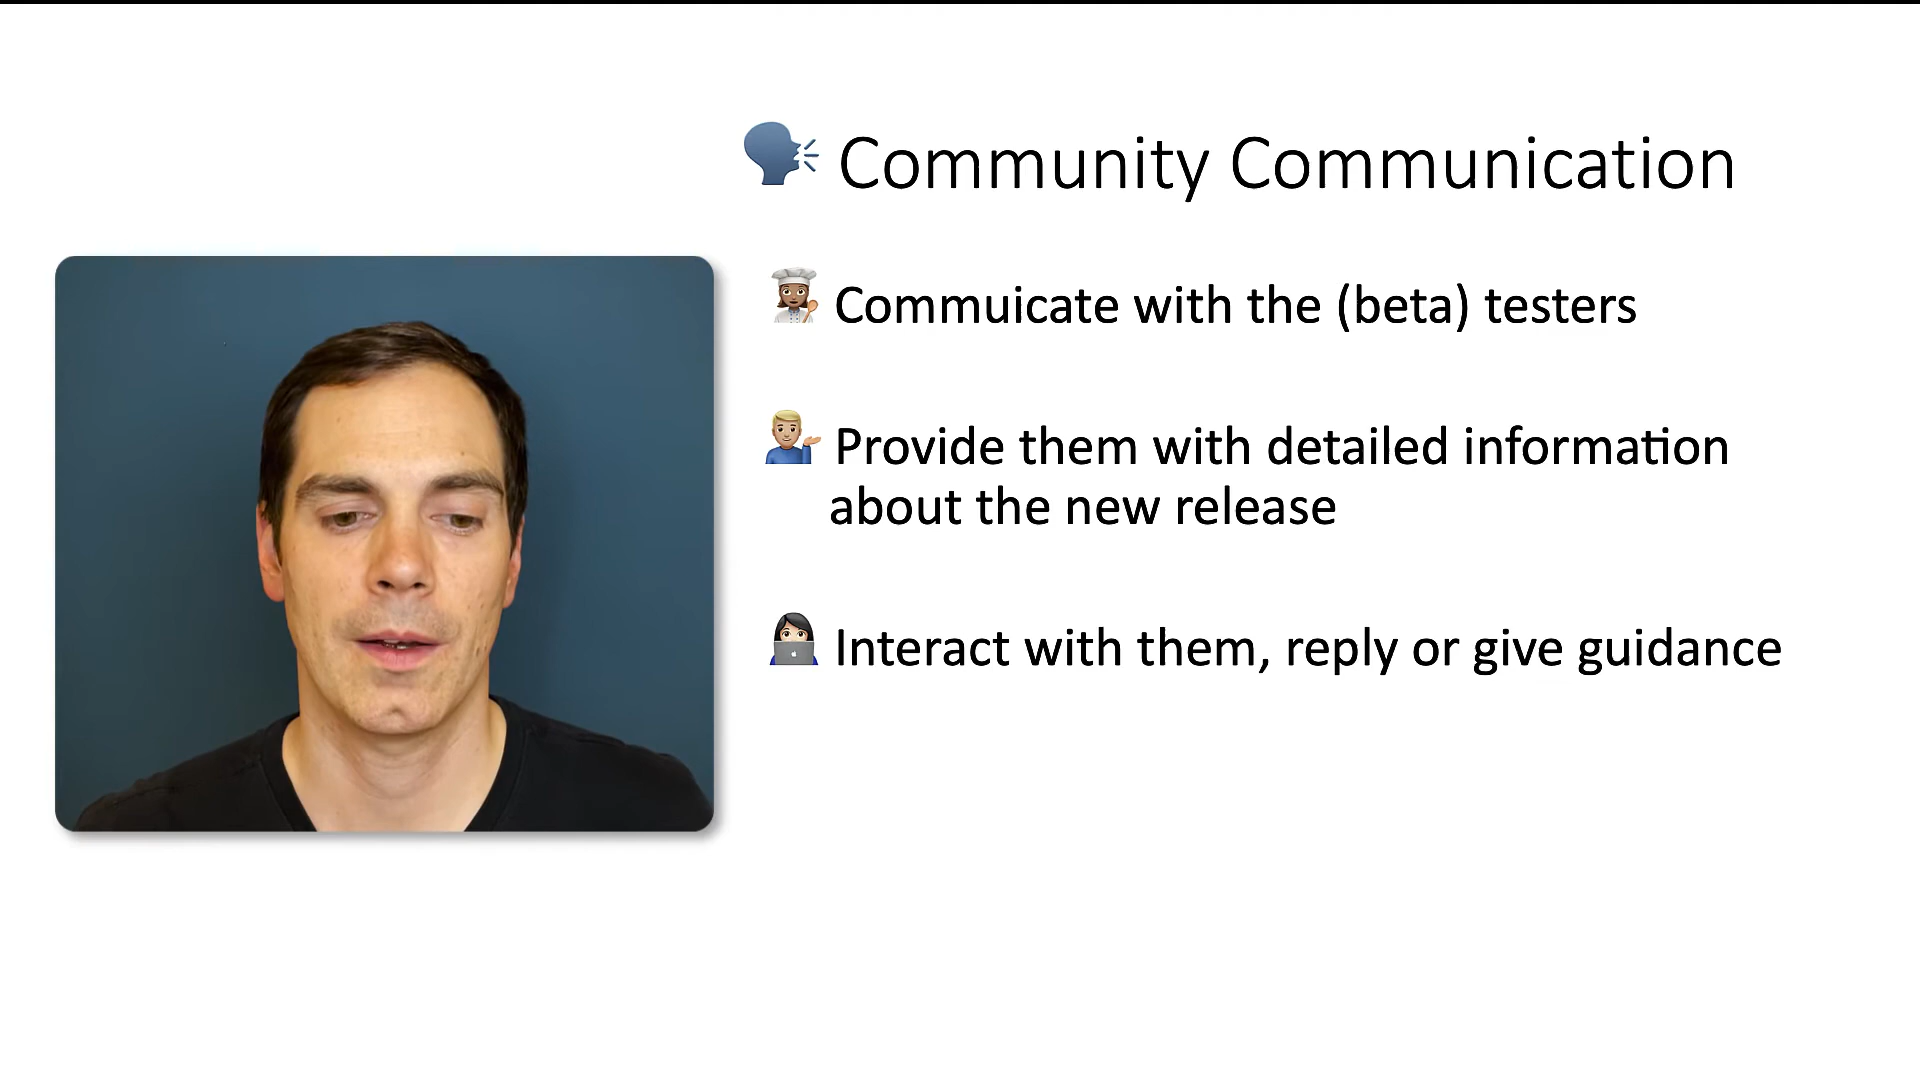 Community Communication
Commuicate with the (beta) testers
Provide them with detailed information
about the new release
Interact with them, reply or give guidance